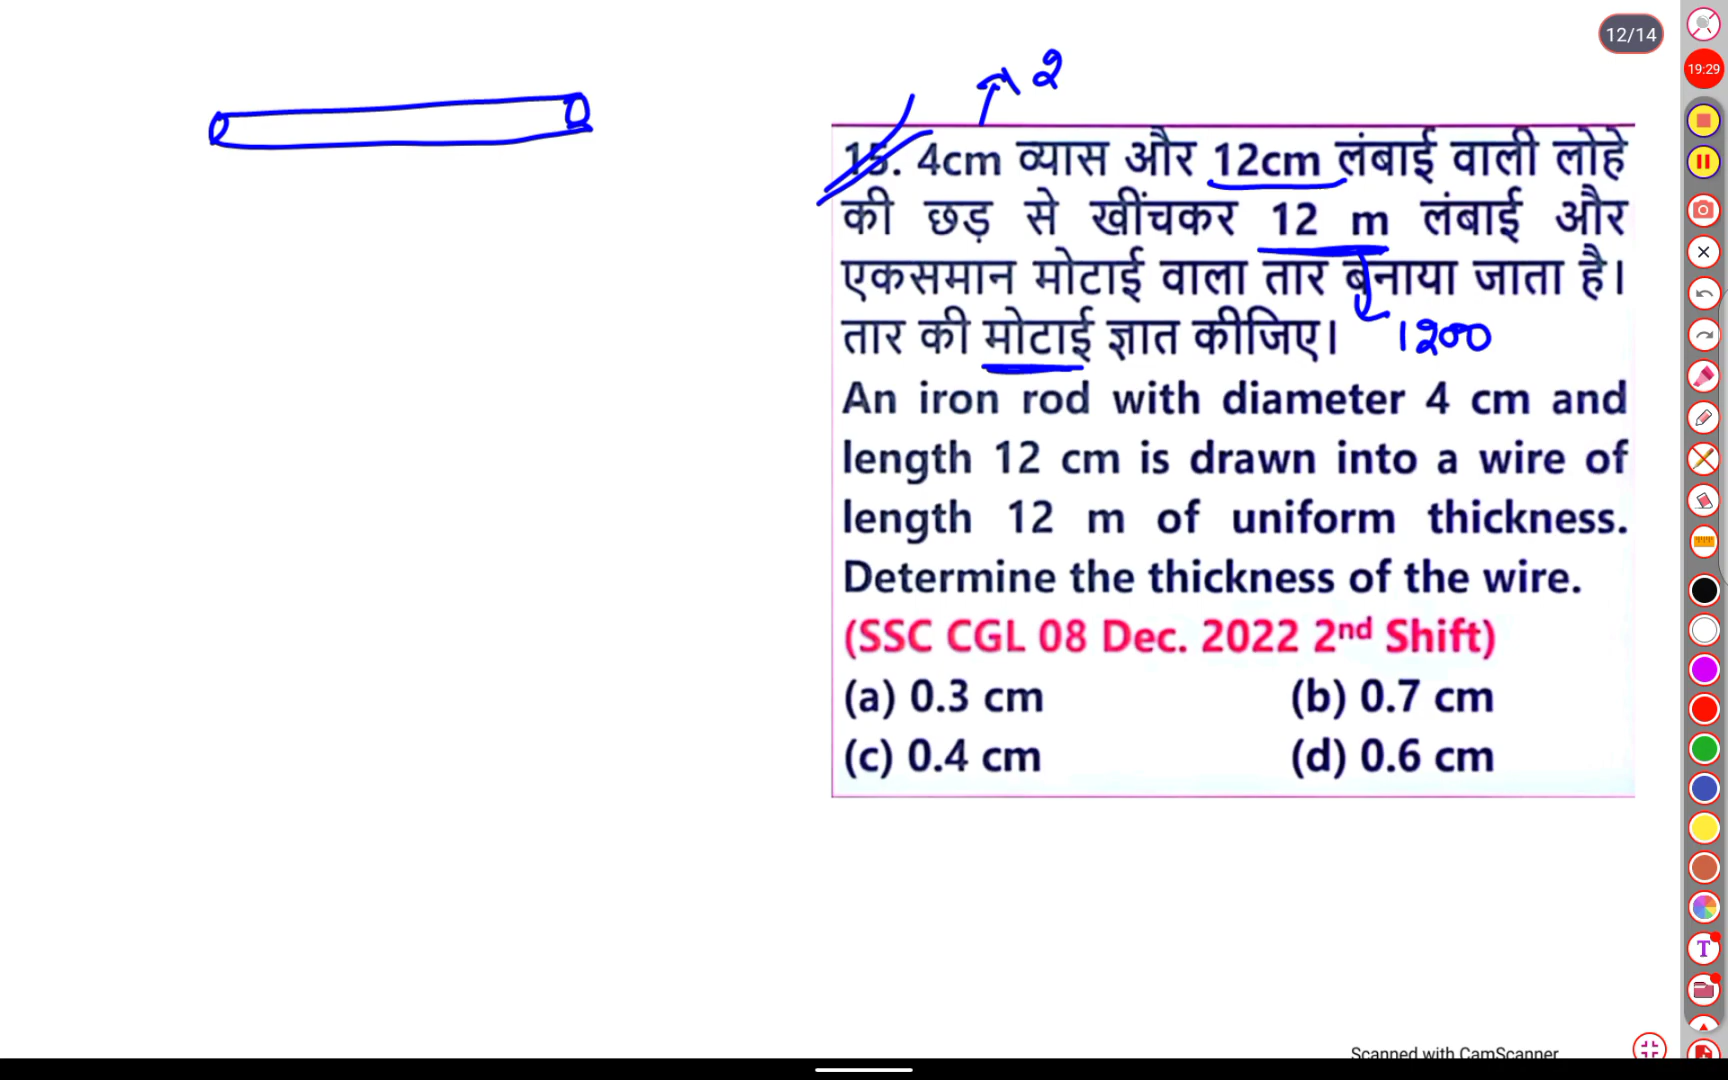 12/14
19:29
2
15. 4cm व्यास और 12cm लंबाई वाली लोहे
की छड़ से खींचकर 12 m लंबाई और
एकसमान मोटाई वाला तार बनाया जाता है।
तार की मोटाई ज्ञात कीजिए।
1200
An iron rod with diameter 4 cm and
length 12 cm is drawn into a wire of
length 12 m of uniform thickness.
Determine the thickness of the wire.
(SSC CGL 08 Dec. 2022 2nd Shift)
(a) 0.3 cm (b) 0.7 cm
(c) 0.4 cm (d) 0.6 cm
T
Scanned with CamScanner